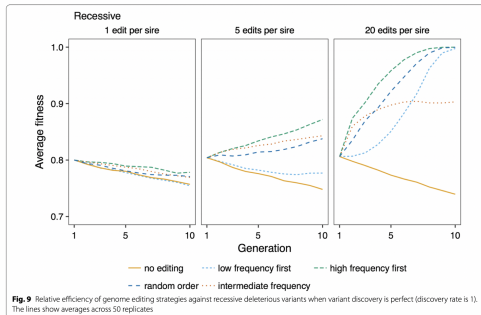 Recessive
1 edit per sire 5 edits per sire 20 edits per sire
1.0
0.9
0.8
0.7
Average fitness
1 5 10 1 5 10 1 5 10
Generation
no editing low frequency first high frequency first
random order intermediate frequency
Fig. 9 Relative efficiency of genome editing strategies against recessive deleterious variants when variant discovery is perfect (discovery rate is 1).
The lines show averages across 50 replicates